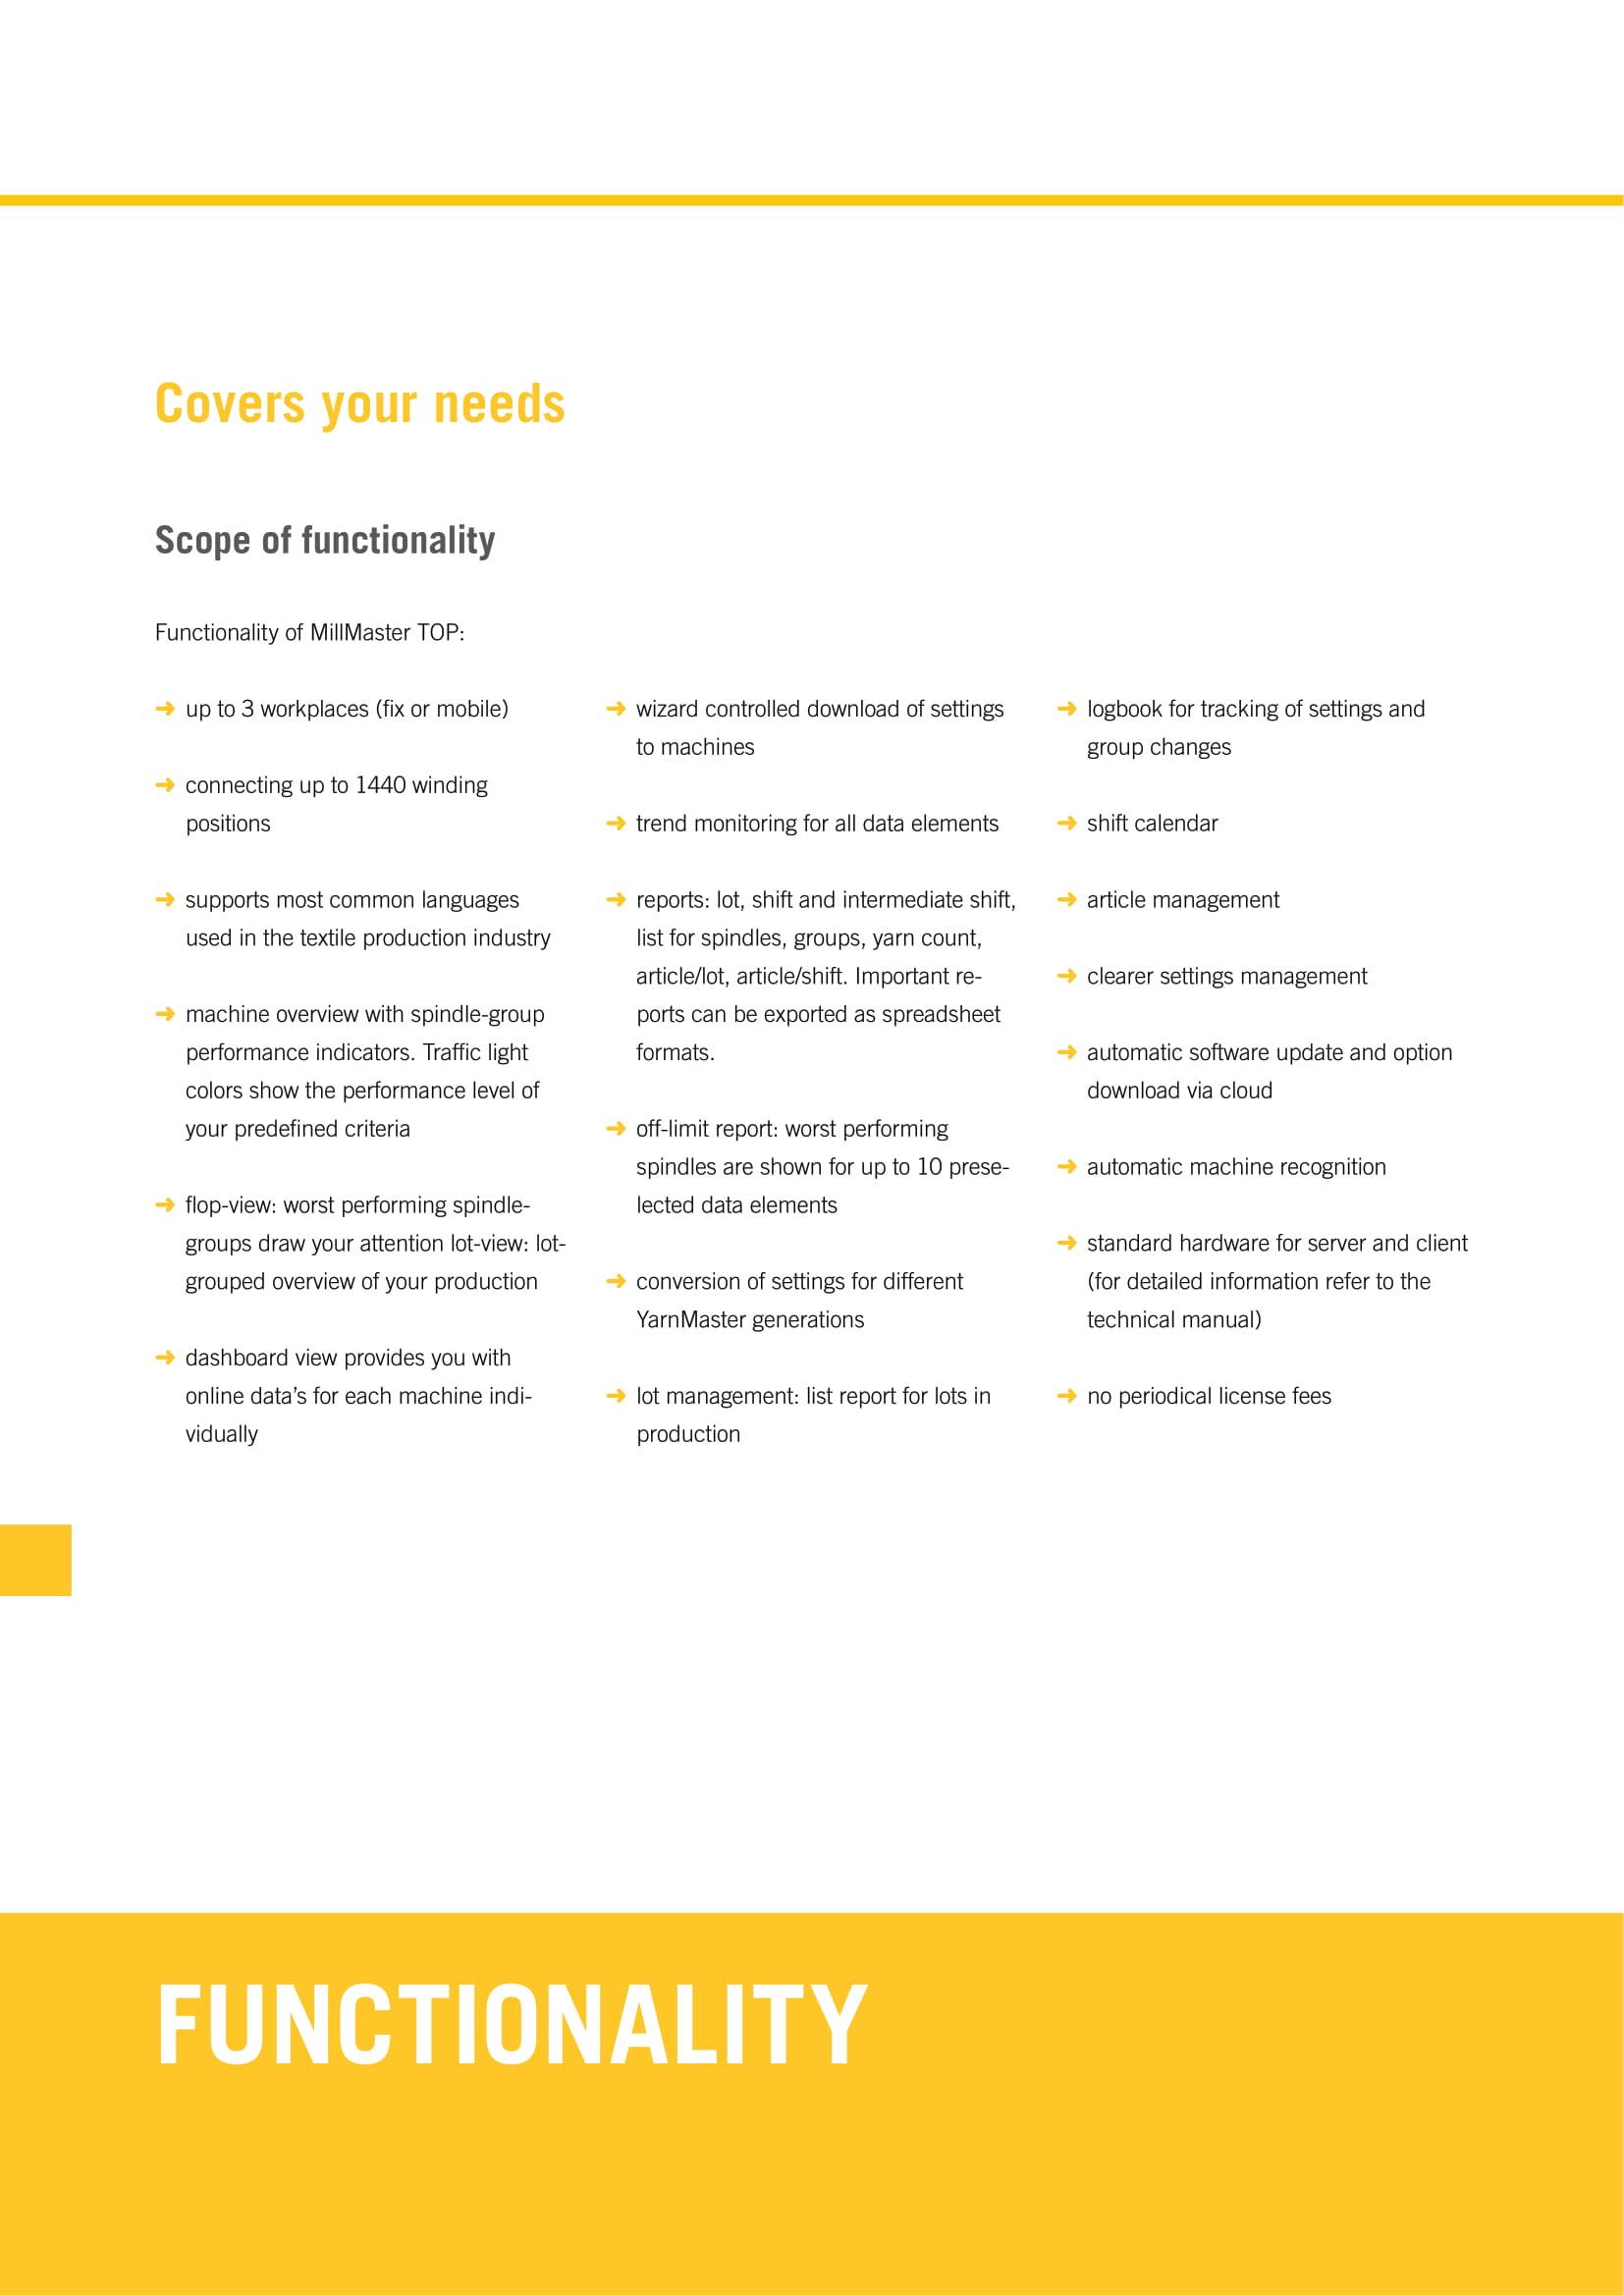 Covers your needs
Scope of functionality
Functionality of MillMaster TOP:
➔ up to 3 workplaces (fix or mobile)
➔ connecting up to 1440 winding
positions
➔ supports most common languages
used in the textile production industry
➔ machine overview with spindle-group
performance indicators. Traffic light
colors show the performance level of
your predefined criteria
➔ flop-view: worst performing spindle-
groups draw your attention lot-view: lot-
grouped overview of your production
➔ dashboard view provides you with
online data’s for each machine indi-
vidually
➔ wizard controlled download of settings
to machines
➔ trend monitoring for all data elements
➔ reports: lot, shift and intermediate shift,
list for spindles, groups, yarn count,
article/lot, article/shift. Important re-
ports can be exported as spreadsheet
formats.
➔ off-limit report: worst performing
spindles are shown for up to 10 prese-
lected data elements
➔ conversion of settings for different
YarnMaster generations
➔ lot management: list report for lots in
production
➔ logbook for tracking of settings and
group changes
➔ shift calendar
➔ article management
➔ clearer settings management
➔ automatic software update and option
download via cloud
➔ automatic machine recognition
➔ standard hardware for server and client
(for detailed information refer to the
technical manual)
➔ no periodical license fees
FUNCTIONALITY